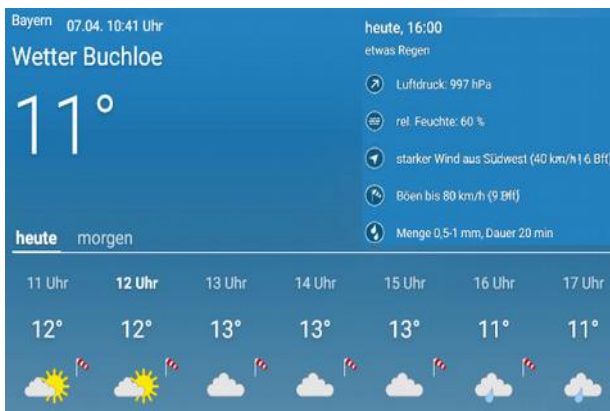 Bayern 07.04. 10:41 Uhr
Wetter Buchloe
11°
heute, 16:00
etwas Regen
Luftdruck: 997 hPa
rel. Feuchte: 60 %
starker Wind aus Südwest (40 km/h | 6 Bft)
Böen bis 80 km/h (9 Bft)
Menge 0,5-1 mm, Dauer 20 min
heute morgen
11 Uhr 12 Uhr 13 Uhr 14 Uhr 15 Uhr 16 Uhr 17 Uhr
12° 12° 13° 13° 13° 11° 11°